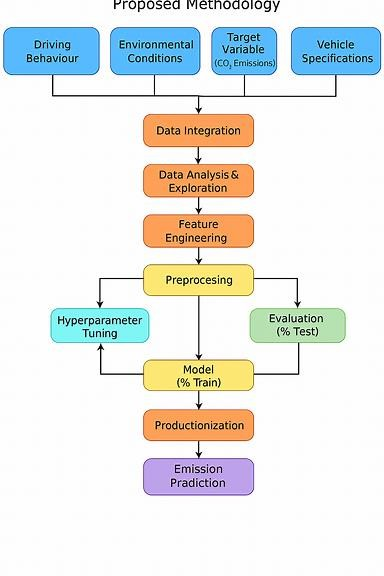 Proposed Methodology
Driving
Behaviour
Environmental
Conditions
Target
Variable
(CO₂ Emissions)
Vehicle
Specifications
Data Integration
Data Analysis &
Exploration
Feature
Engineering
Preprocesing
Hyperparameter
Tuning
Evaluation
(% Test)
Model
(% Train)
Productionization
Emission
Pradiction